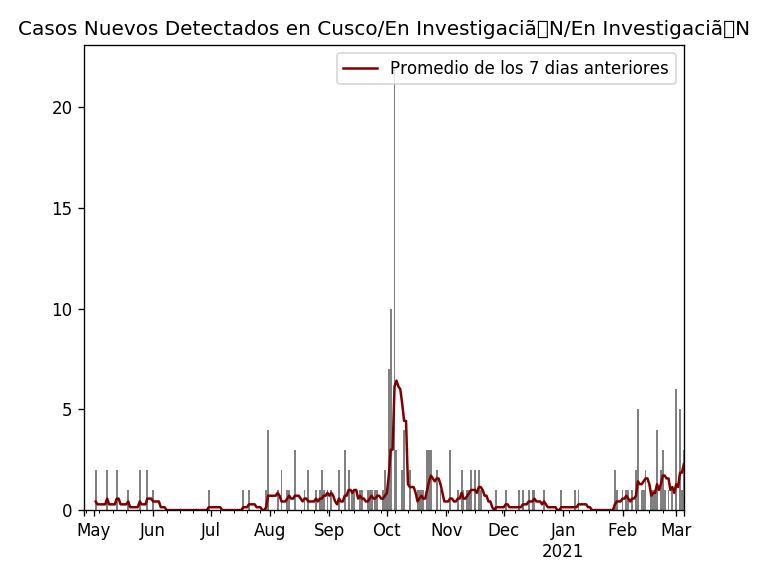 Casos Nuevos Detectados en Cusco/En Investigaciã▯N/En Investigaciã▯N
Promedio de los 7 dias anteriores
20
15
10
5
0
May Jun Jul Aug Sep Oct Nov Dec Jan Feb Mar
2021